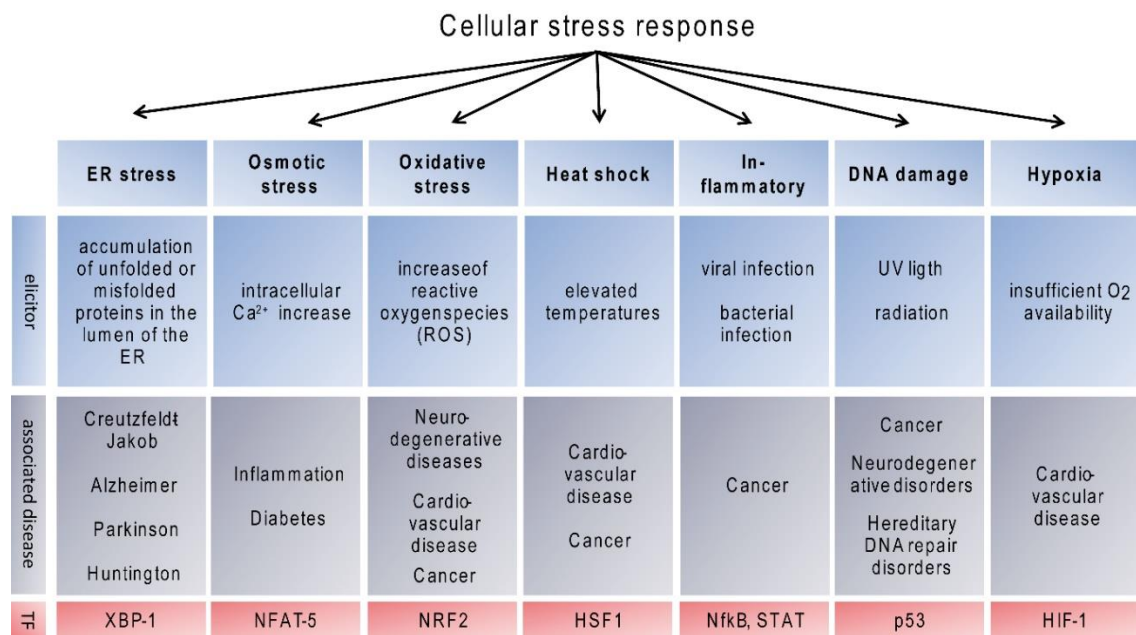 Cellular stress response
ER stress
Osmotic
stress
Oxidative
stress
Heat shock
In-
flammatory
DNA damage
Hypoxia
elicitor
accumulation
of unfolded or
misfolded
proteins in the
lumen of the
ER
intracellular
Ca²⁺ increase
increaseof
reactive
oxygenspecies
(ROS)
elevated
temperatures
viral infection
bacterial
infection
UV ligth
radiation
insufficient O2
availability
associated disease
Creutzfeldt-
Jakob
Alzheimer
Parkinson
Huntington
Inflammation
Diabetes
Neuro-
degenerative
diseases
Cardio-
vascular
disease
Cancer
Cardio-
vascular
disease
Cancer
Cancer
Cancer
Neurodegener
ative disorders
Hereditary
DNA repair
disorders
Cardio-
vascular
disease
TF
XBP-1
NFAT-5
NRF2
HSF1
NfkB, STAT
p53
HIF-1